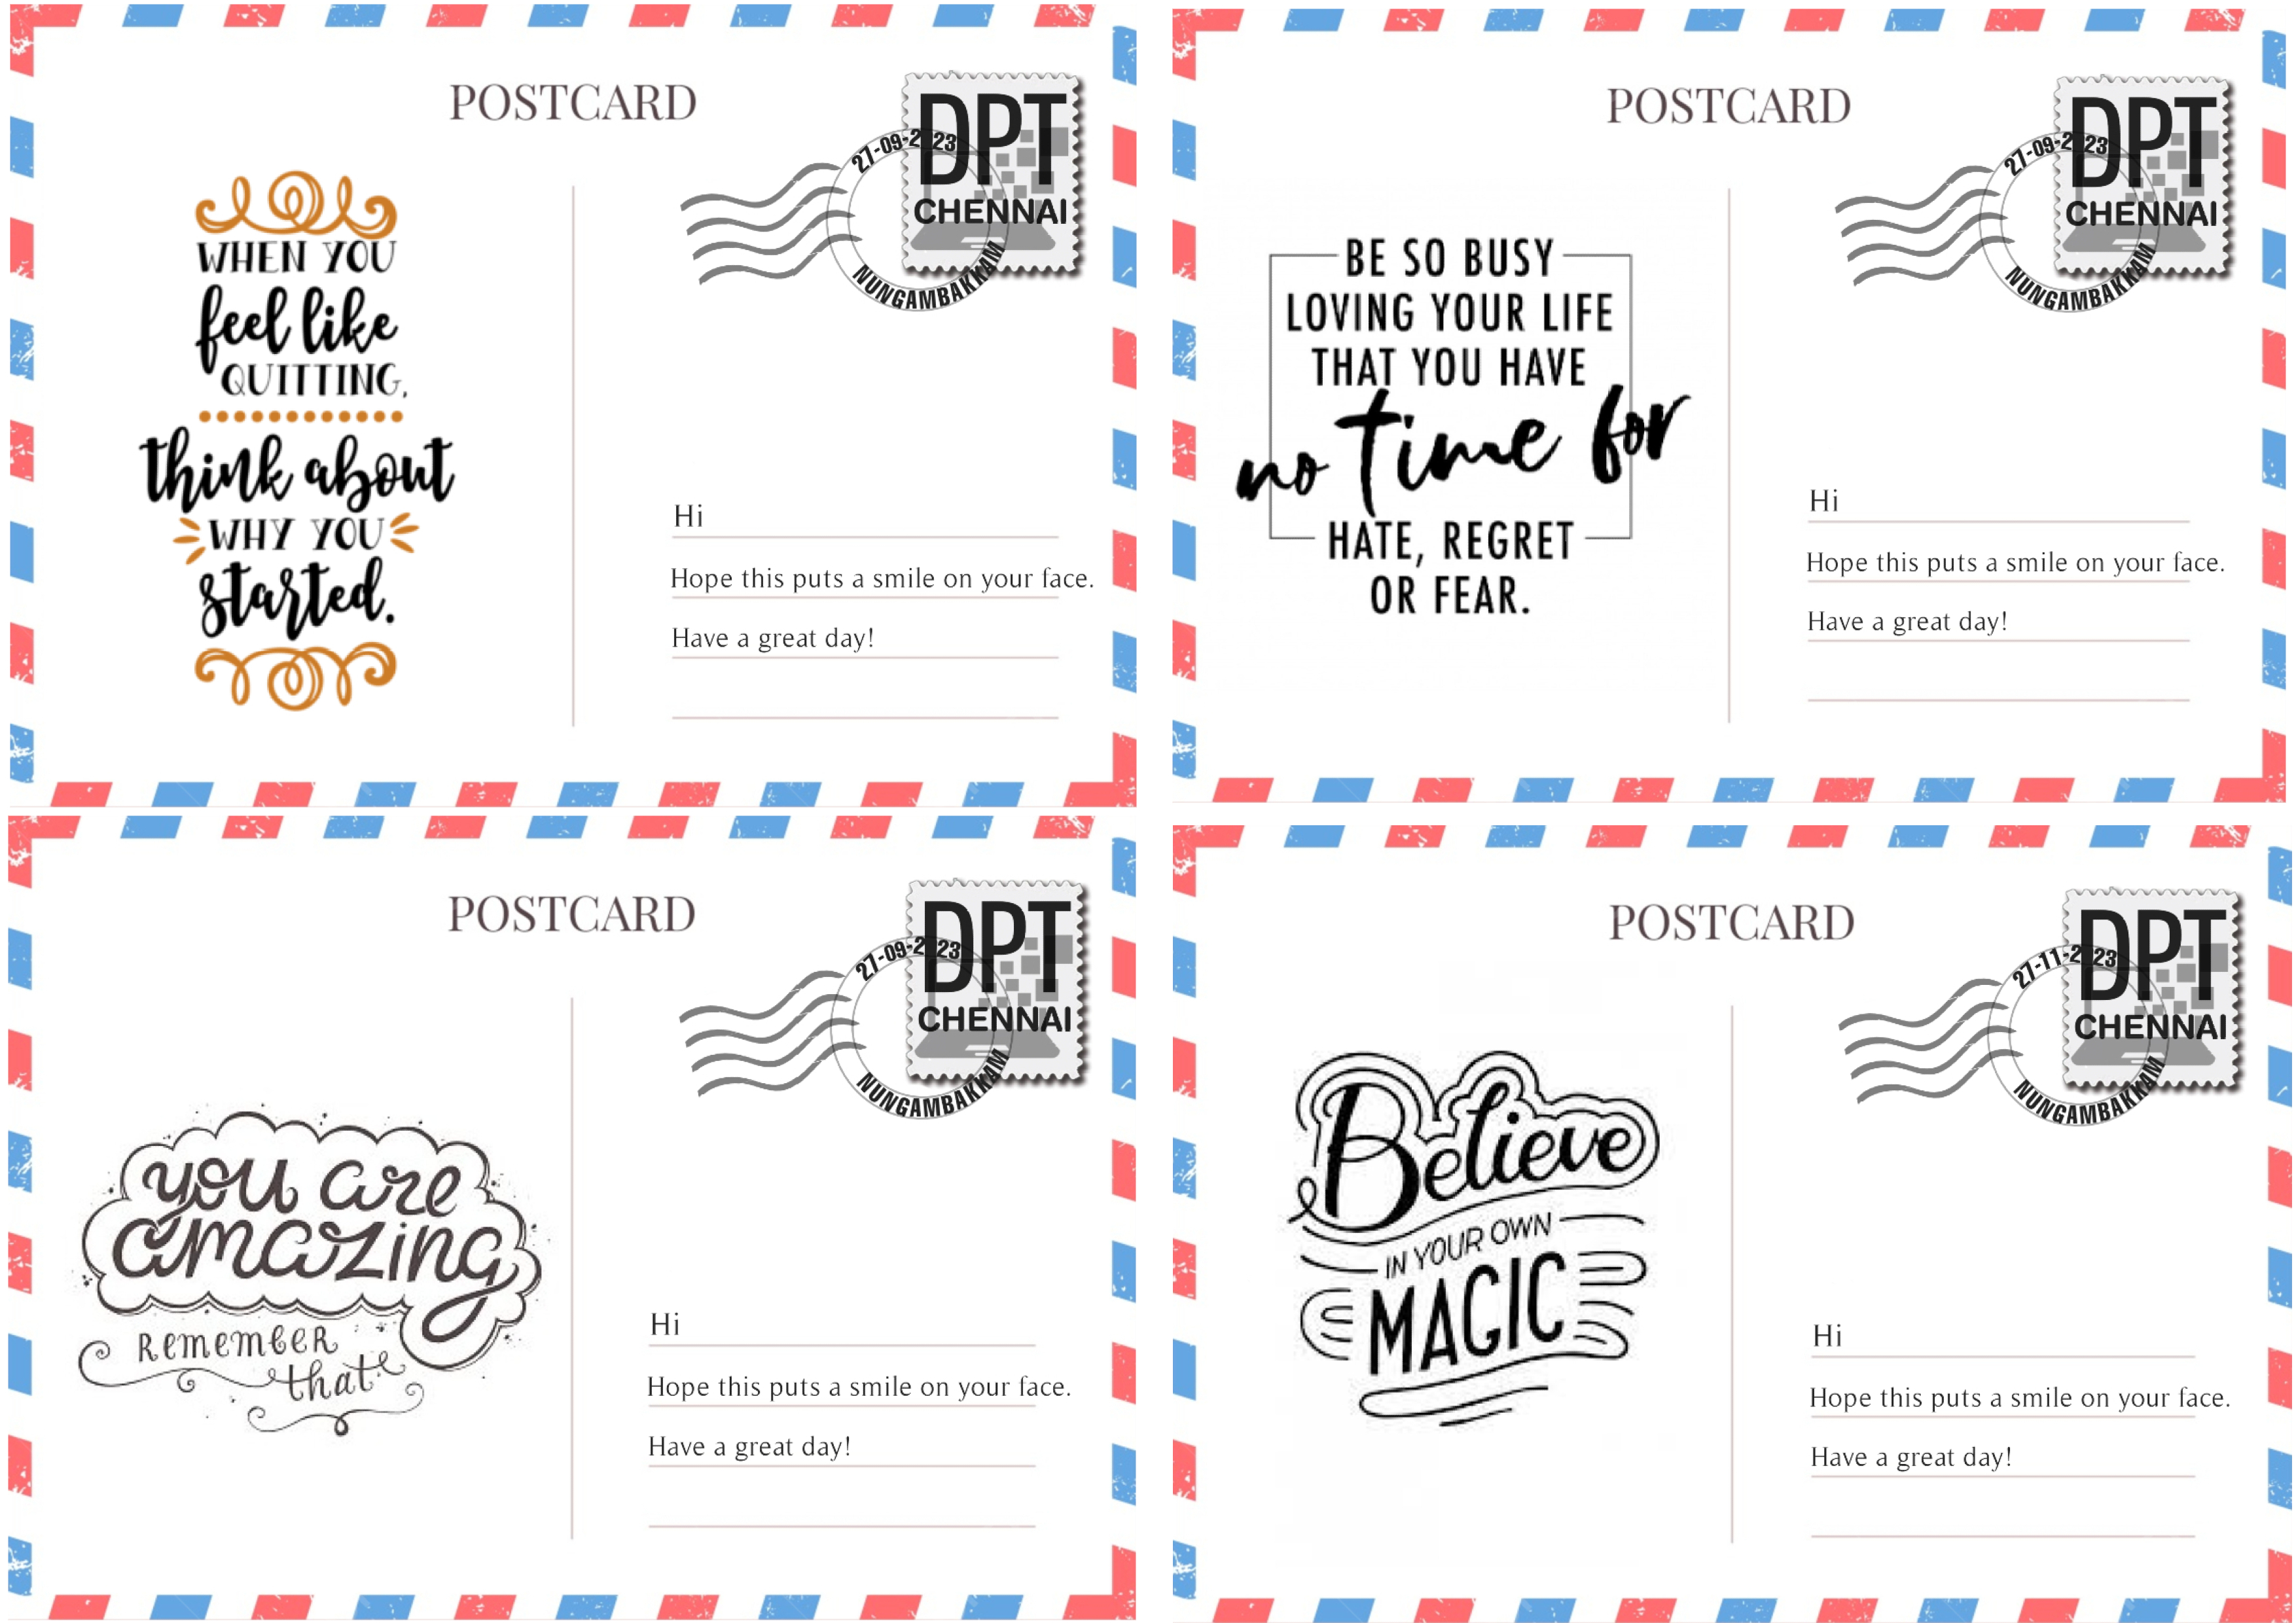 POSTCARD
DPT
CHENNAI
27-09-2023
NUNGAMBAKKAM
WHEN YOU
feel like
QUITTING,
think about
WHY YOU
started.
Hi
Hope this puts a smile on your face.
Have a great day!
POSTCARD
DPT
CHENNAI
27-09-2023
NUNGAMBAKKAM
BE SO BUSY
LOVING YOUR LIFE
THAT YOU HAVE
no time for
HATE, REGRET
OR FEAR.
Hi
Hope this puts a smile on your face.
Have a great day!
POSTCARD
DPT
CHENNAI
27-09-2023
NUNGAMBAKKAM
you are
amazing
REMEMBER
that
Hi
Hope this puts a smile on your face.
Have a great day!
POSTCARD
DPT
CHENNAI
27-11-2023
NUNGAMBAKKAM
Believe
IN YOUR OWN
MAGIC
Hi
Hope this puts a smile on your face.
Have a great day!